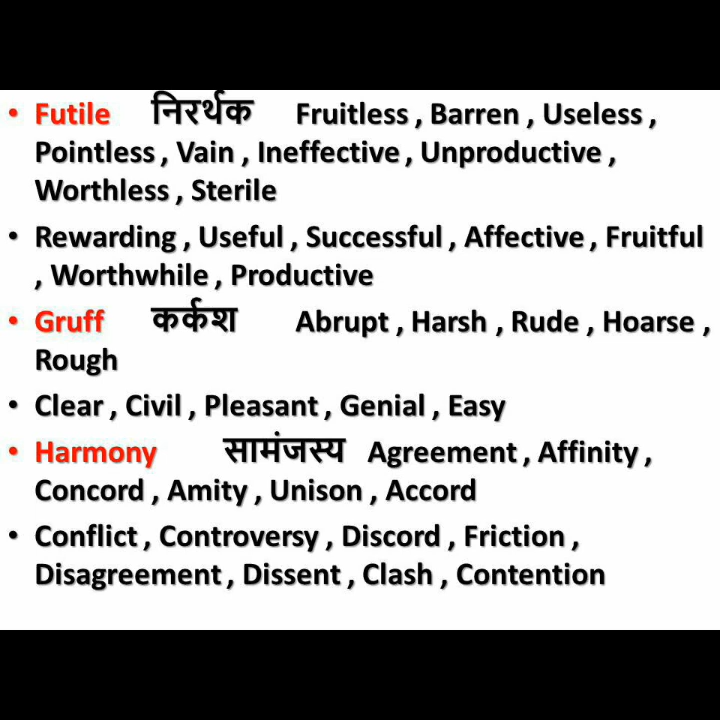 • Futile निरर्थक Fruitless , Barren , Useless ,
Pointless , Vain , Ineffective , Unproductive ,
Worthless , Sterile
• Rewarding , Useful , Successful , Affective , Fruitful
, Worthwhile , Productive
• Gruff कर्कश Abrupt , Harsh , Rude , Hoarse ,
Rough
• Clear , Civil , Pleasant , Genial , Easy
• Harmony सामंजस्य Agreement , Affinity ,
Concord , Amity , Unison , Accord
• Conflict , Controversy , Discord , Friction ,
Disagreement , Dissent , Clash , Contention